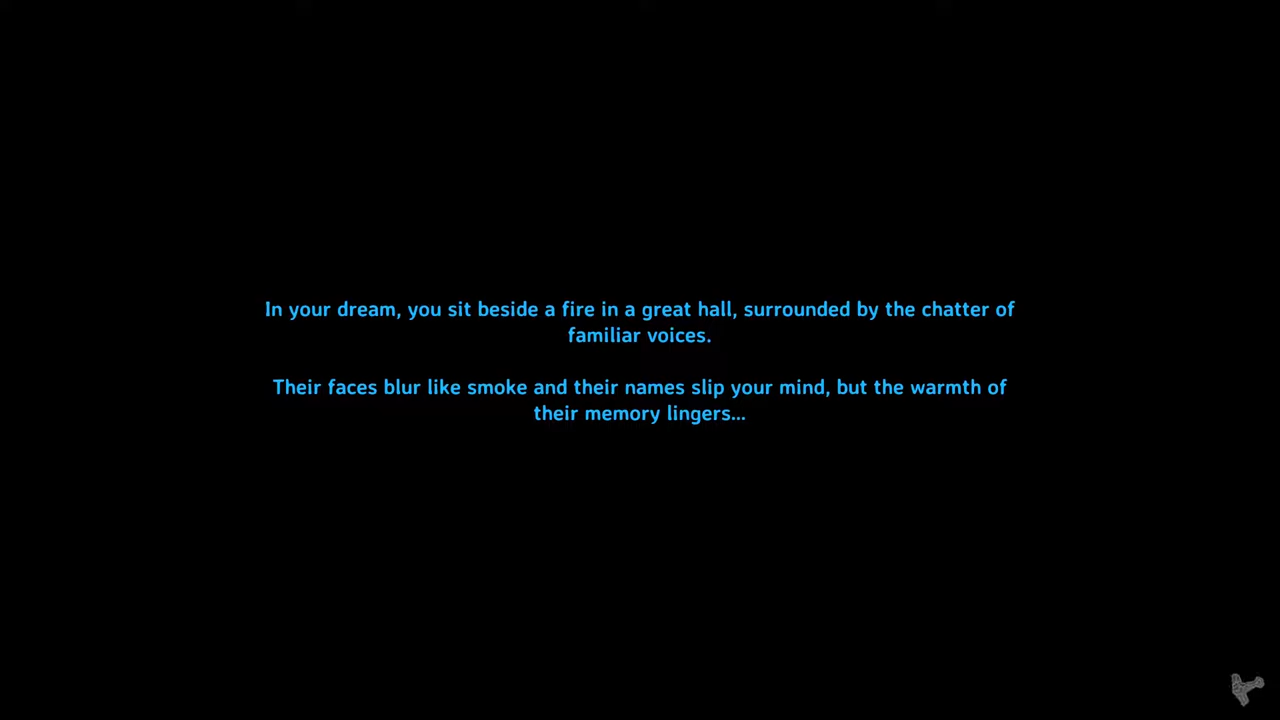 In your dream, you sit beside a fire in a great hall, surrounded by the chatter of
familiar voices.
Their faces blur like smoke and their names slip your mind, but the warmth of
their memory lingers...